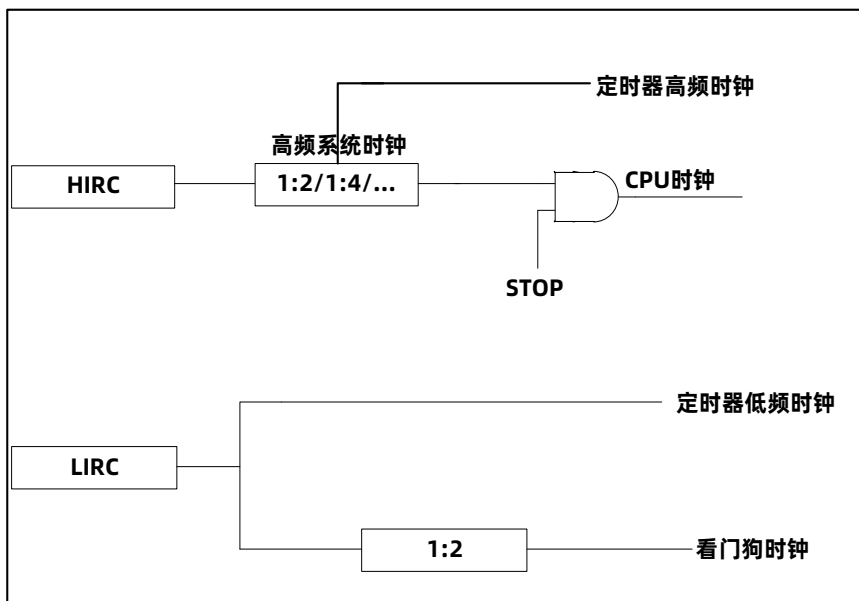 定时器高频时钟
高频系统时钟
HIRC
1:2/1:4/...
CPU时钟
STOP
定时器低频时钟
LIRC
1:2
看门狗时钟